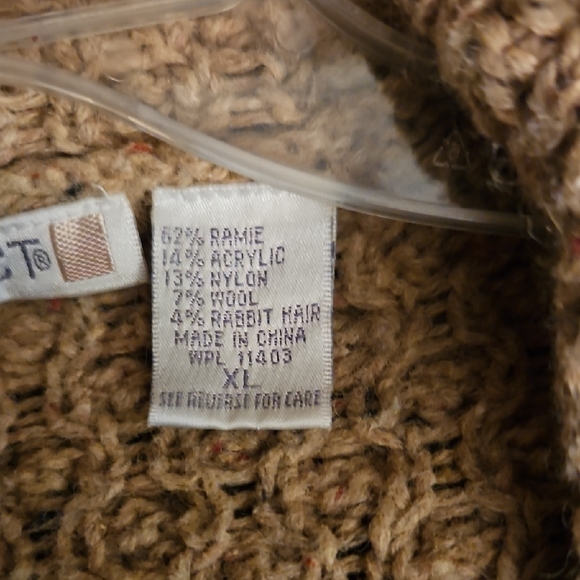 CT®
62% RAMIE
14% ACRYLIC
13% NYLON
7% WOOL
4% RABBIT HAIR
MADE IN CHINA
WPL 11403
XL
SEE REVERSE FOR CARE